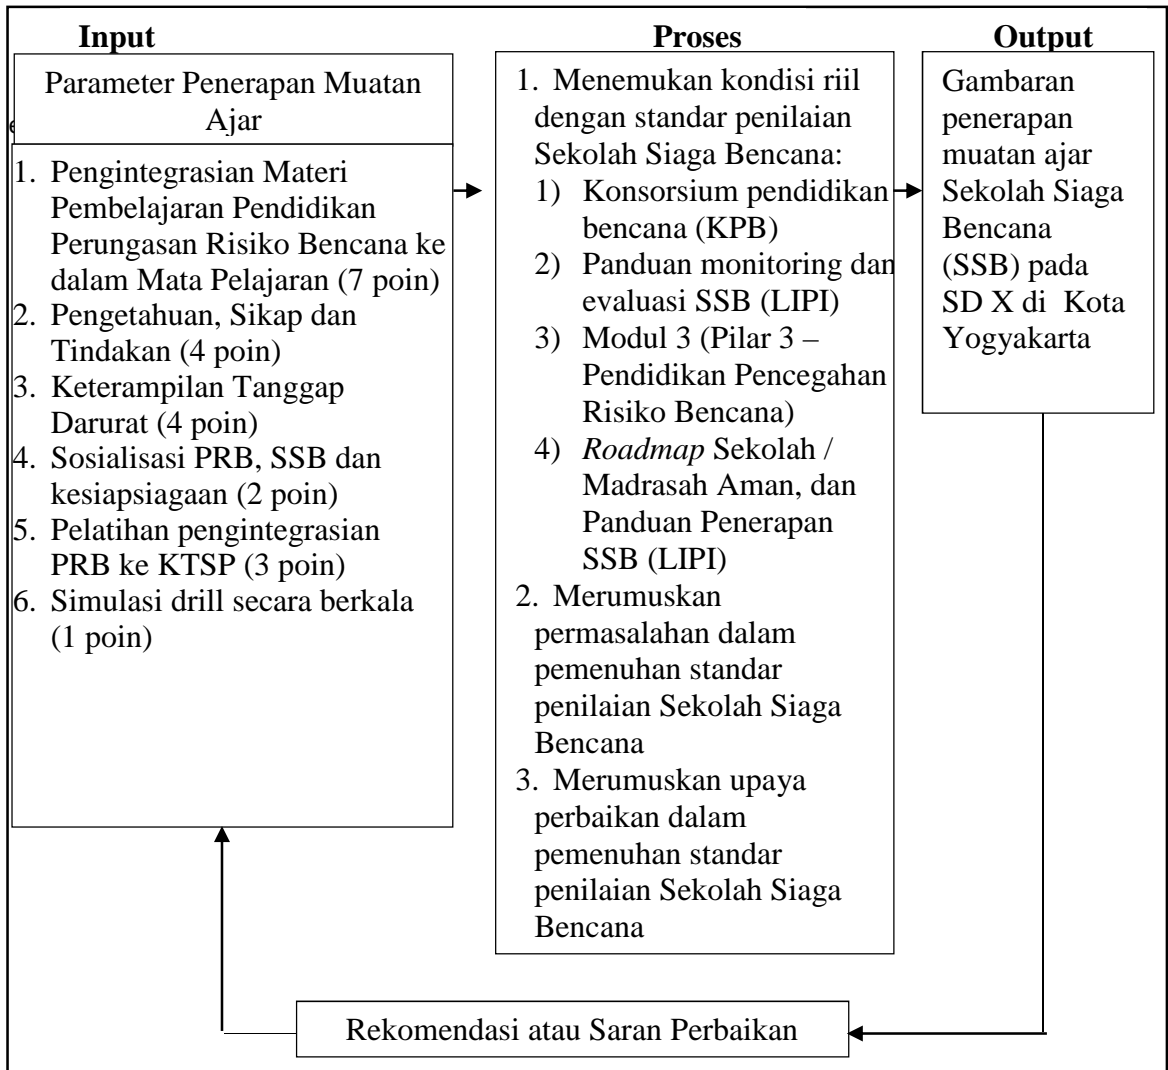 Input
Parameter Penerapan Muatan
Ajar
1. Pengintegrasian Materi
Pembelajaran Pendidikan
Perungasan Risiko Bencana ke
dalam Mata Pelajaran (7 poin)
2. Pengetahuan, Sikap dan
Tindakan (4 poin)
3. Keterampilan Tanggap
Darurat (4 poin)
4. Sosialisasi PRB, SSB dan
kesiapsiagaan (2 poin)
5. Pelatihan pengintegrasian
PRB ke KTSP (3 poin)
6. Simulasi drill secara berkala
(1 poin)
Proses
1. Menemukan kondisi riil
dengan standar penilaian
Sekolah Siaga Bencana:
1) Konsorsium pendidikan
bencana (KPB)
2) Panduan monitoring dan
evaluasi SSB (LIPI)
3) Modul 3 (Pilar 3 –
Pendidikan Pencegahan
Risiko Bencana)
4) Roadmap Sekolah /
Madrasah Aman, dan
Panduan Penerapan
SSB (LIPI)
2. Merumuskan
permasalahan dalam
pemenuhan standar
penilaian Sekolah Siaga
Bencana
3. Merumuskan upaya
perbaikan dalam
pemenuhan standar
penilaian Sekolah Siaga
Bencana
Output
Gambaran
penerapan
muatan ajar
Sekolah Siaga
Bencana
(SSB) pada
SD X di Kota
Yogyakarta
Rekomendasi atau Saran Perbaikan